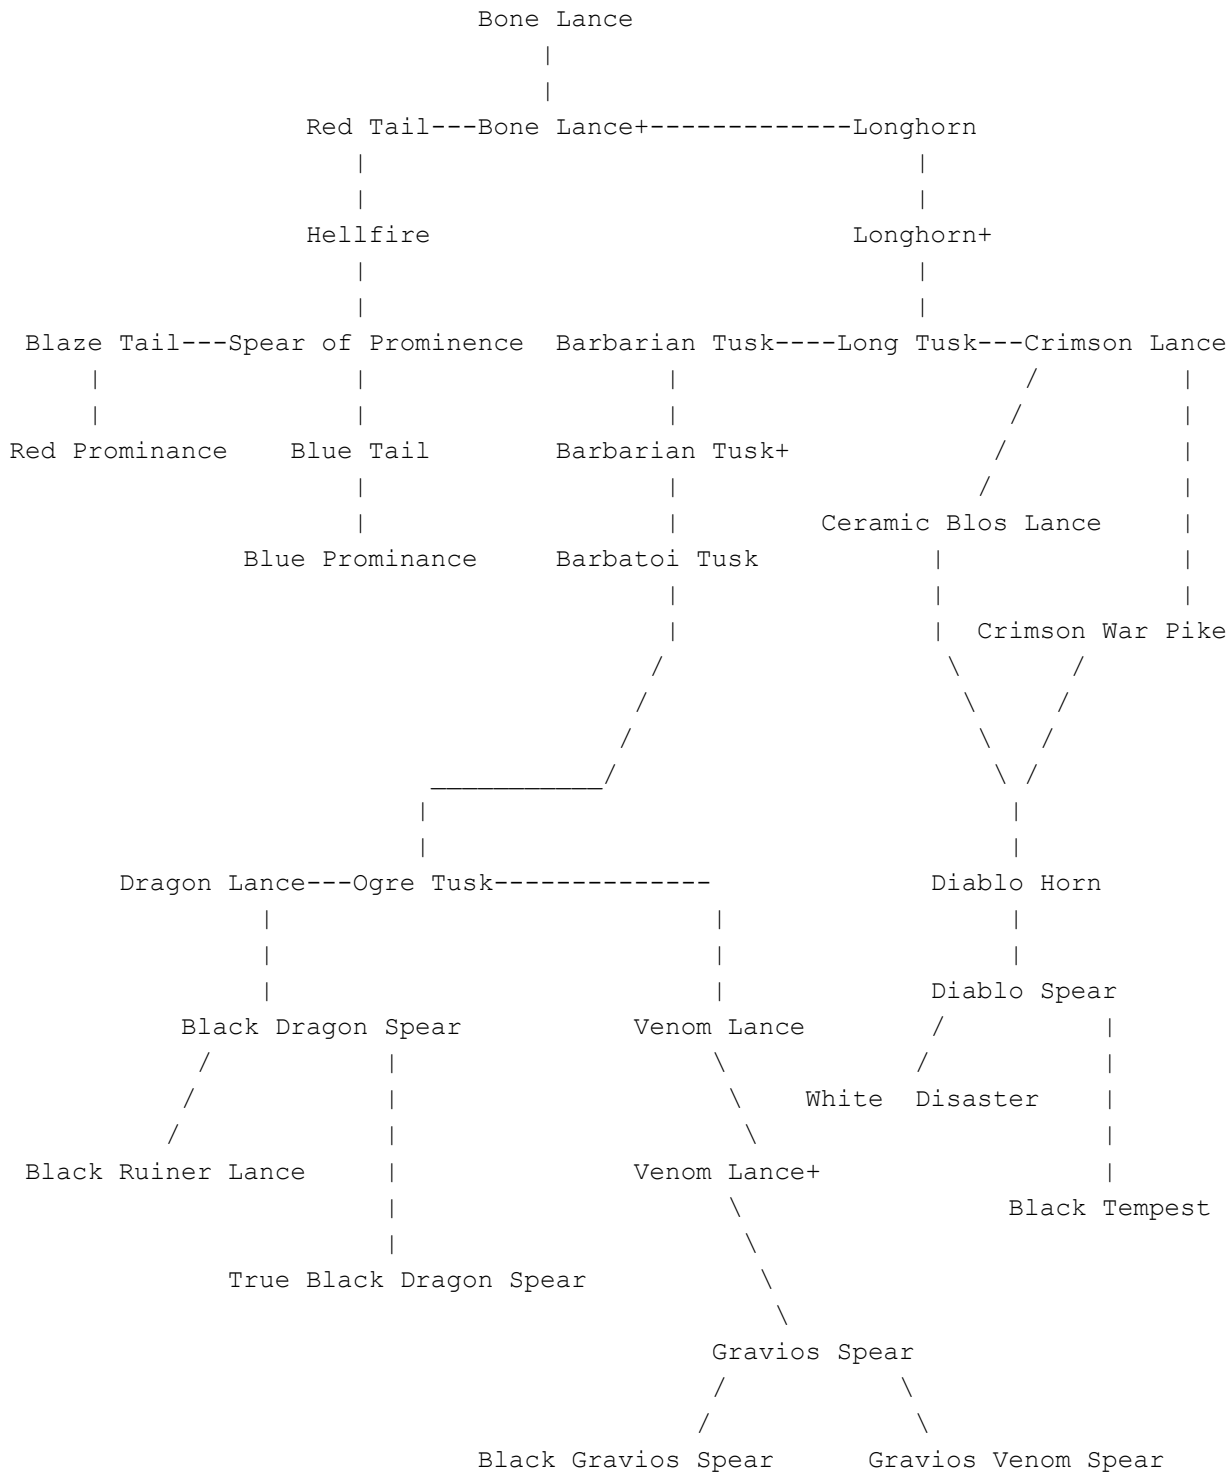 Bone Lance
Red Tail---Bone Lance+-------------Longhorn
Hellfire Longhorn+
Blaze Tail---Spear of Prominence Barbarian Tusk----Long Tusk---Crimson Lance
Red Prominance Blue Tail Barbarian Tusk+
Ceramic Blos Lance
Blue Prominance Barbatoi Tusk
Crimson War Pike
Dragon Lance---Ogre Tusk-------------- Diablo Horn
Diablo Spear
Black Dragon Spear Venom Lance
White Disaster
Black Ruiner Lance Venom Lance+
Black Tempest
True Black Dragon Spear
Gravios Spear
Black Gravios Spear Gravios Venom Spear